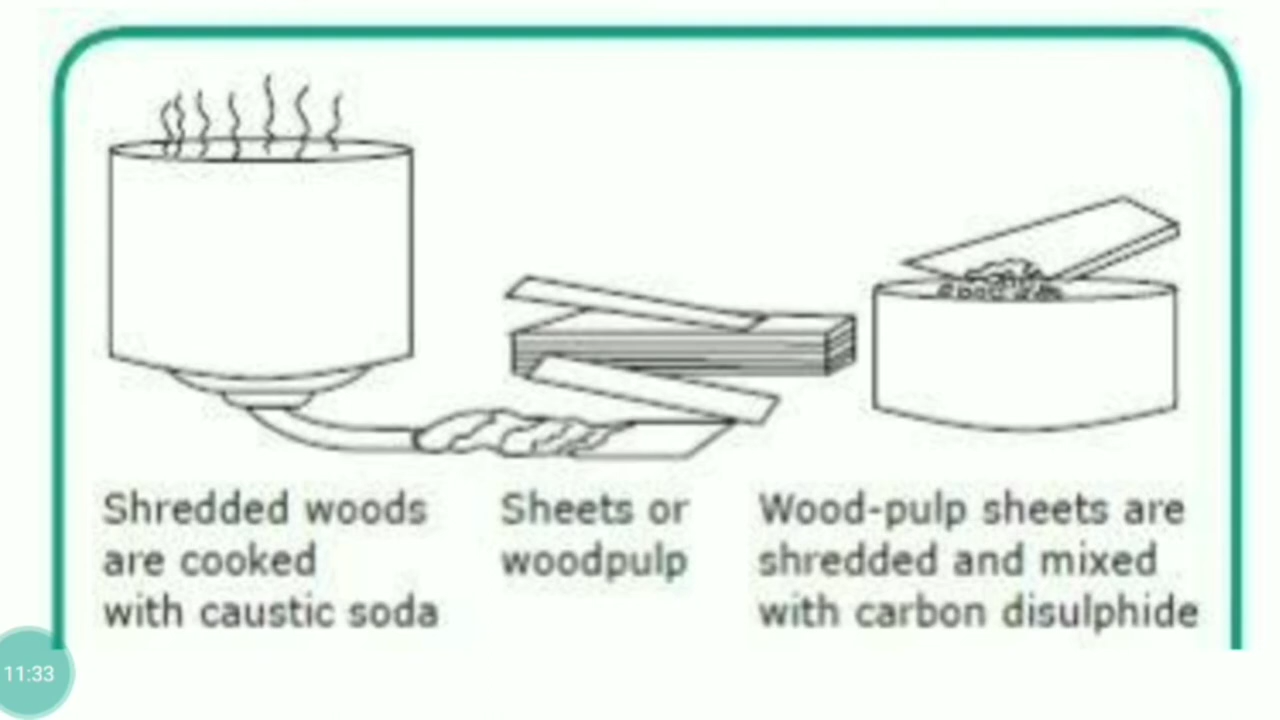 Shredded woods
are cooked
with caustic soda
Sheets or
woodpulp
Wood-pulp sheets are
shredded and mixed
with carbon disulphide
11:33